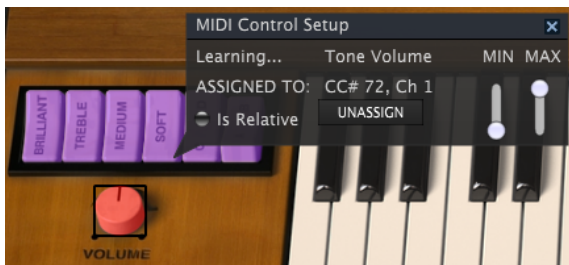 MIDI Control Setup
Learning... Tone Volume MIN MAX
ASSIGNED TO: CC# 72, Ch 1
Is Relative UNASSIGN
BRILLIANT
TREBLE
MEDIUM
SOFT
VOLUME